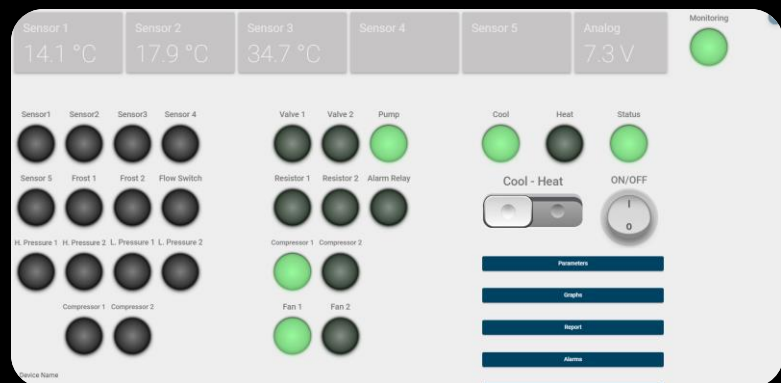 Sensor 1 Sensor 2 Sensor 3 Sensor 4 Sensor 5 Analog Monitoring
14.1 °C 17.9 °C 34.7 °C 7.3 V
Sensor1 Sensor2 Sensor3 Sensor 4 Valve 1 Valve 2 Pump Cool Heat Status
Sensor 5 Frost 1 Frost 2 Flow Switch Resistor 1 Resistor 2 Alarm Relay Cool - Heat ON/OFF
I
O
H. Pressure 1 H. Pressure 2 L. Pressure 1 L. Pressure 2 Compressor 1 Compressor 2
Parameters
Graphs
Compressor 1 Compressor 2 Fan 1 Fan 2
Report
Alarms
Device Name